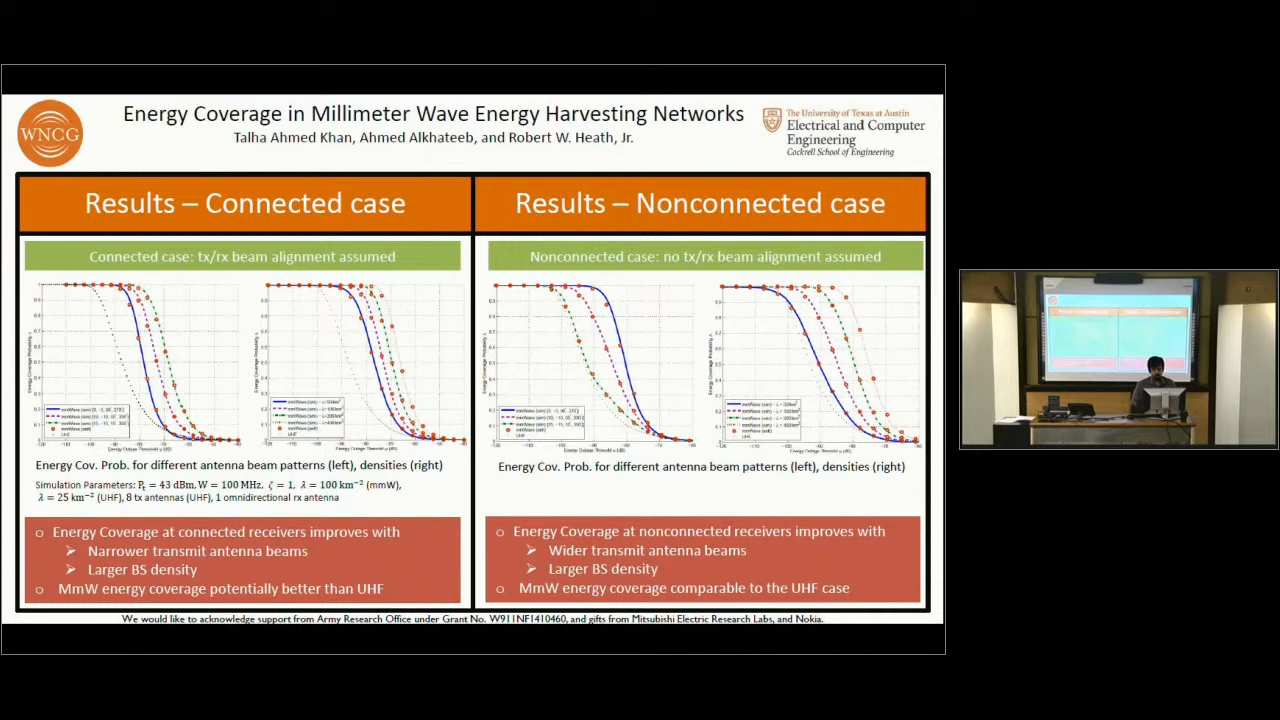 WNCG
Energy Coverage in Millimeter Wave Energy Harvesting Networks
Talha Ahmed Khan, Ahmed Alkhateeb, and Robert W. Heath, Jr.
The University of Texas at Austin
Electrical and Computer
Engineering
Cockrell School of Engineering
Results – Connected case
Connected case: tx/rx beam alignment assumed
Energy Coverage Probability
Energy Outage Threshold
Energy Cov. Prob. for different antenna beam patterns (left), densities (right)
Simulation Parameters: Pt = 43 dBm, W = 100 MHz, ζ = 1, λ = 100 km⁻² (mmW),
λ = 25 km⁻² (UHF), 8 tx antennas (UHF), 1 omnidirectional rx antenna
o Energy Coverage at connected receivers improves with
➢ Narrower transmit antenna beams
➢ Larger BS density
o MmW energy coverage potentially better than UHF
Results – Nonconnected case
Nonconnected case: no tx/rx beam alignment assumed
Energy Cov. Prob. for different antenna beam patterns (left), densities (right)
o Energy Coverage at nonconnected receivers improves with
➢ Wider transmit antenna beams
➢ Larger BS density
o MmW energy coverage comparable to the UHF case
We would like to acknowledge support from Army Research Office under Grant No. W911NF1410460, and gifts from Mitsubishi Electric Research Labs, and Nokia.